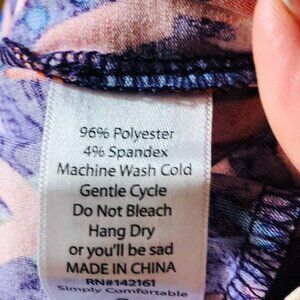 96% Polyester
4% Spandex
Machine Wash Cold
Gentle Cycle
Do Not Bleach
Hang Dry
or you'll be sad
MADE IN CHINA
RN#142161
Simply Comfortable